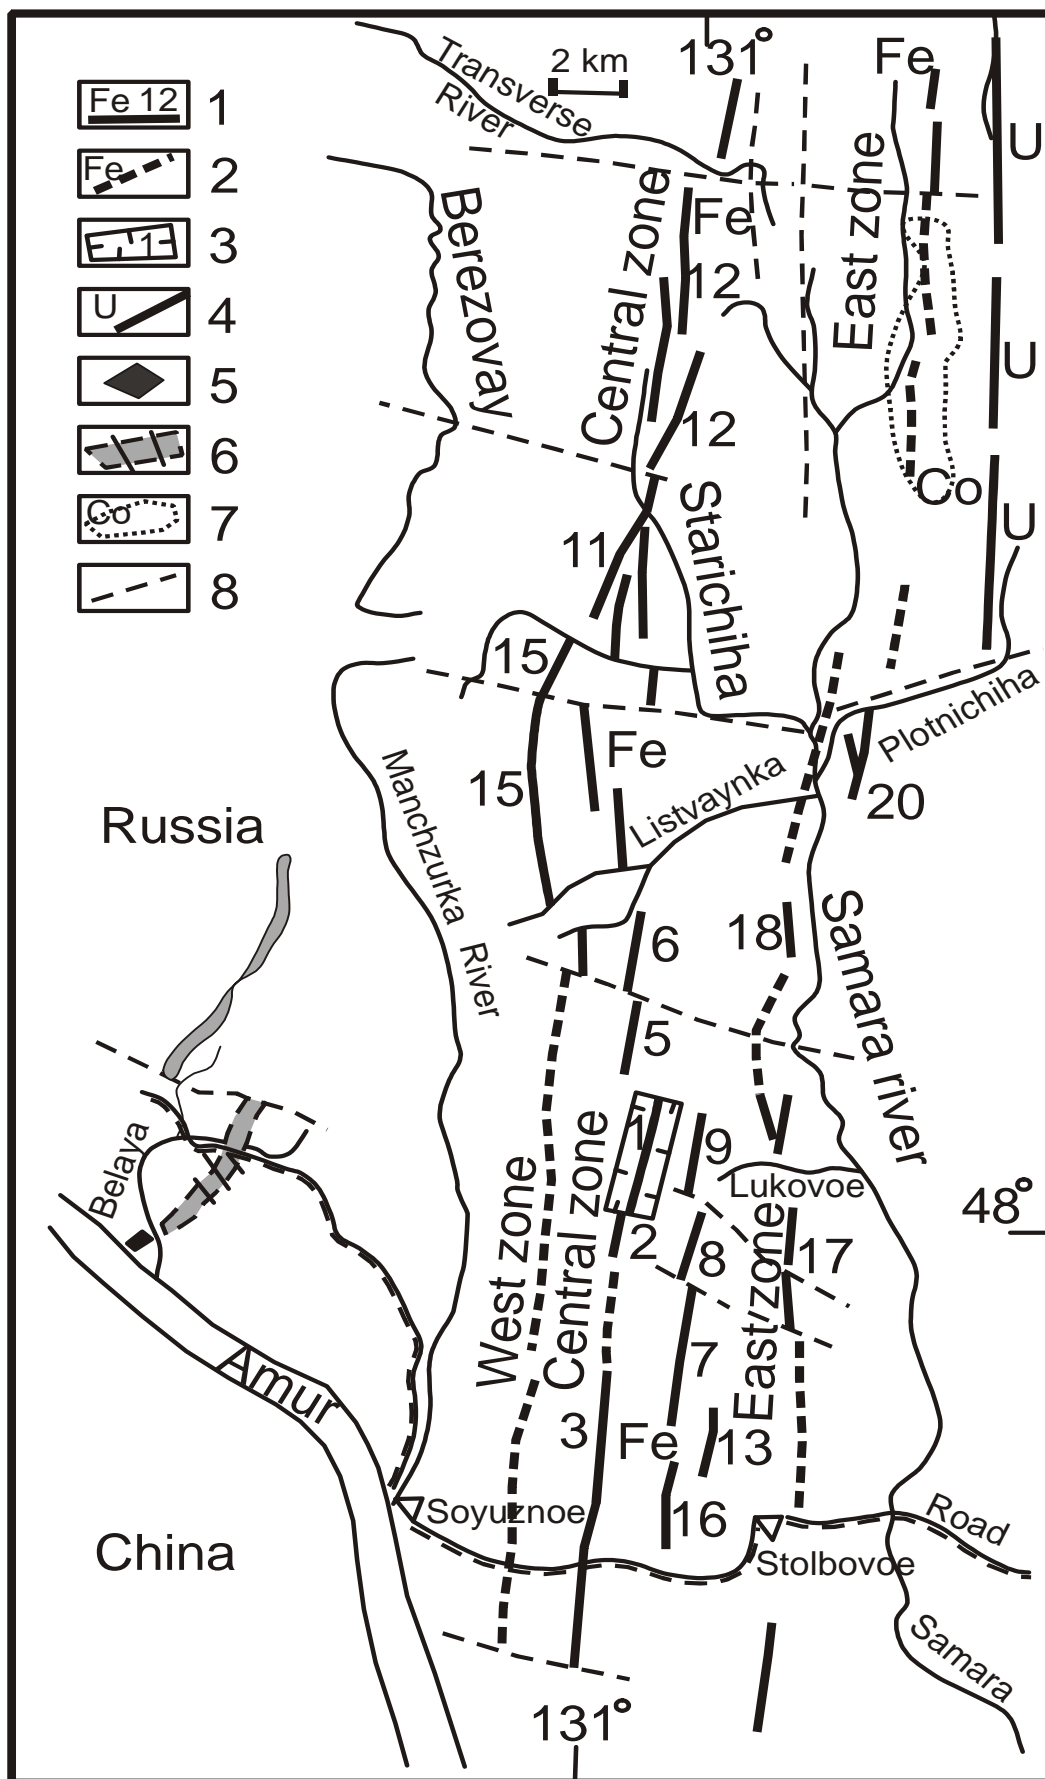 131°
Fe
2 km
Transverse
River
Fe 12 1
Fe 2
1 3
U 4
5
6
Co 7
8
U
East zone
Central zone
Berezovay
Fe
12
U
12
Co
U
Starichiha
11
15
Plotnichiha
Fe
15
Manchzurka
River
Listvaynka
20
Russia
18
Samara river
6
5
Belaya
1
9
Lukovoe
48°
West zone
Central zone
East zone
2
8
17
Amur
7
3
Fe
13
Soyuznoe
16
Road
China
Stolbovoe
Samara
131°